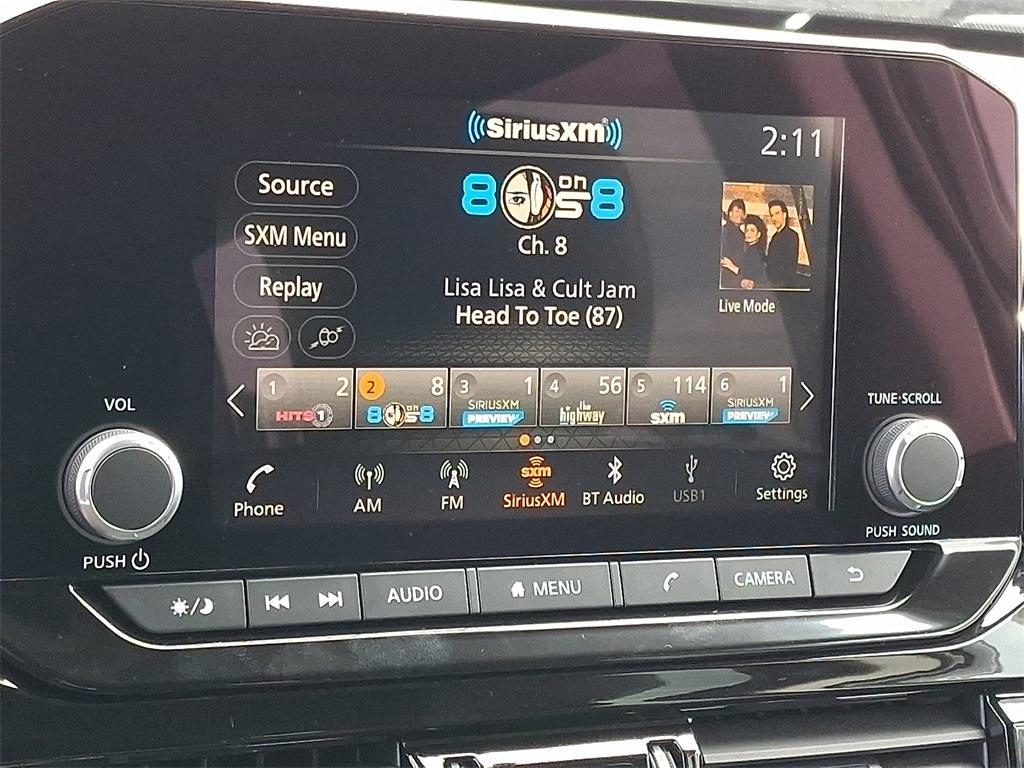 SiriusXM
2:11
Source
8 on 8
SXM Menu
Ch. 8
Replay
Lisa Lisa & Cult Jam
Head To Toe (87)
Live Mode
1 2 2 8 3 1 4 56 5 114 6 1
HITS 1
8 8
SIRIUSXM
PREVIEW
the
highway
sxm
SIRIUSXM
PREVIEW
VOL
TUNE·SCROLL
sxm
Phone AM FM SiriusXM BT Audio USB1 Settings
PUSH
PUSH SOUND
AUDIO MENU CAMERA